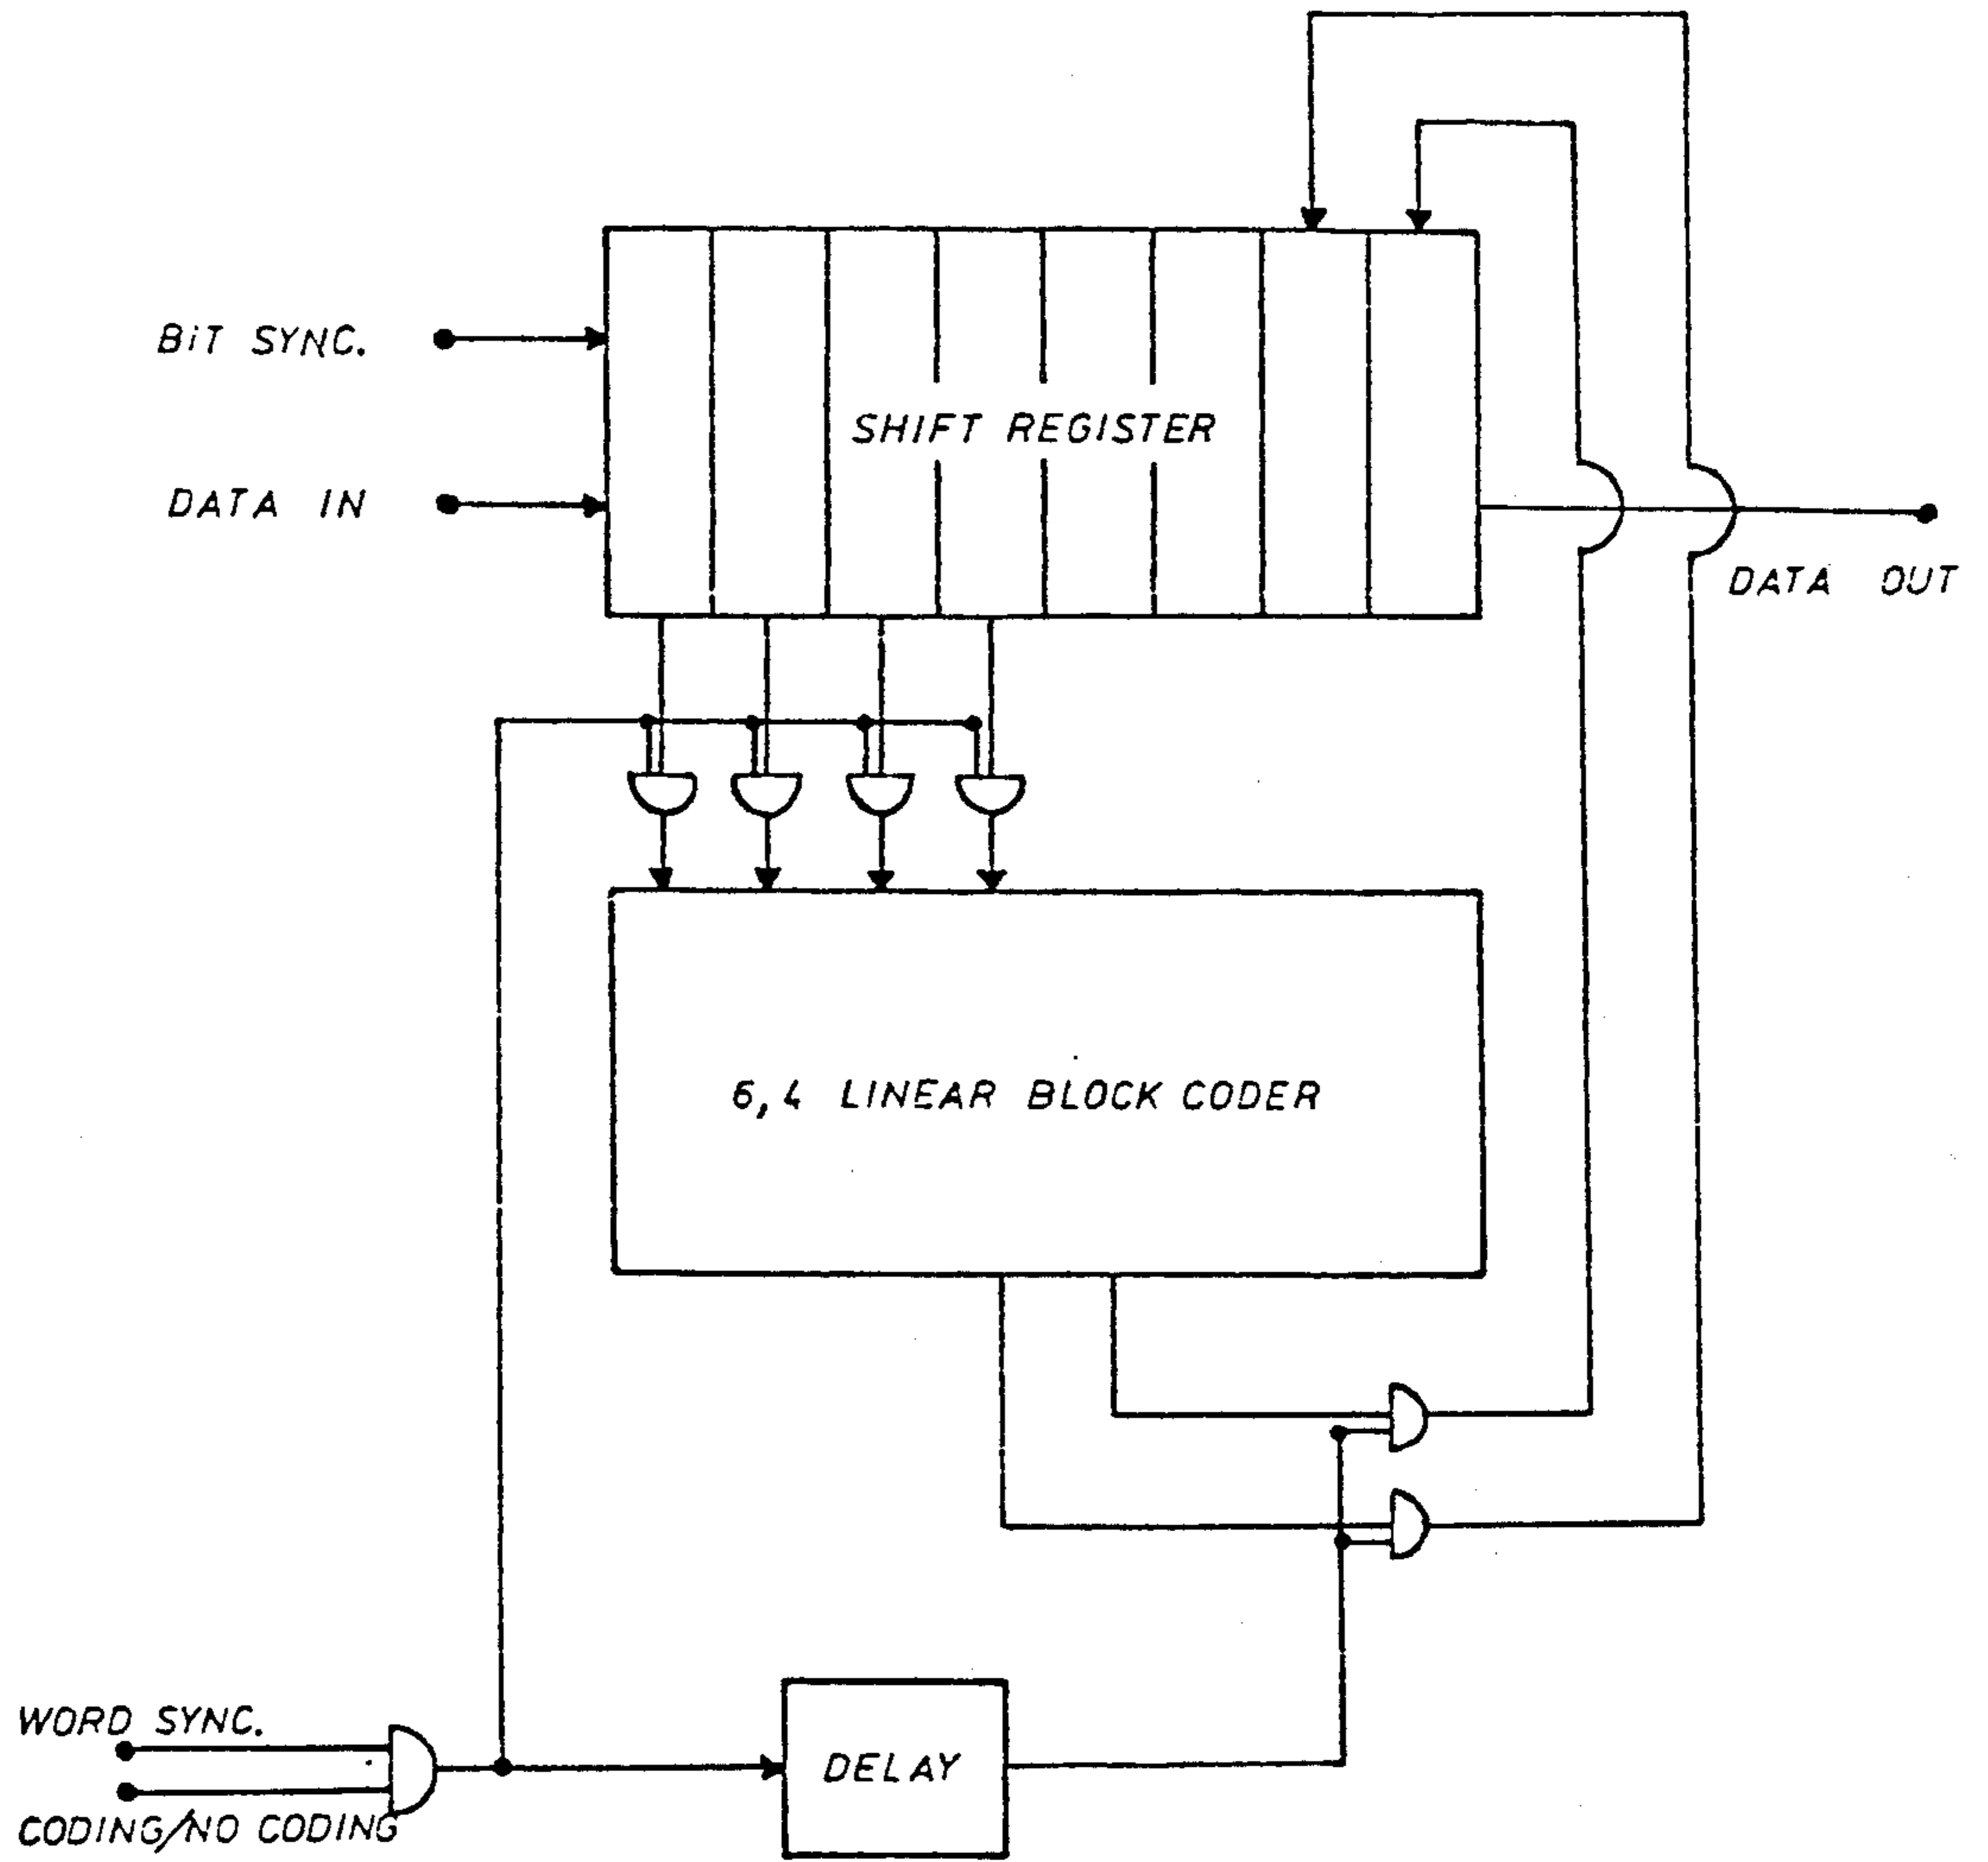 BiT SYNC.
SHIFT REGISTER
DATA IN
DATA OUT
6,4 LINEAR BLOCK CODER
WORD SYNC.
DELAY
CODING/NO CODING